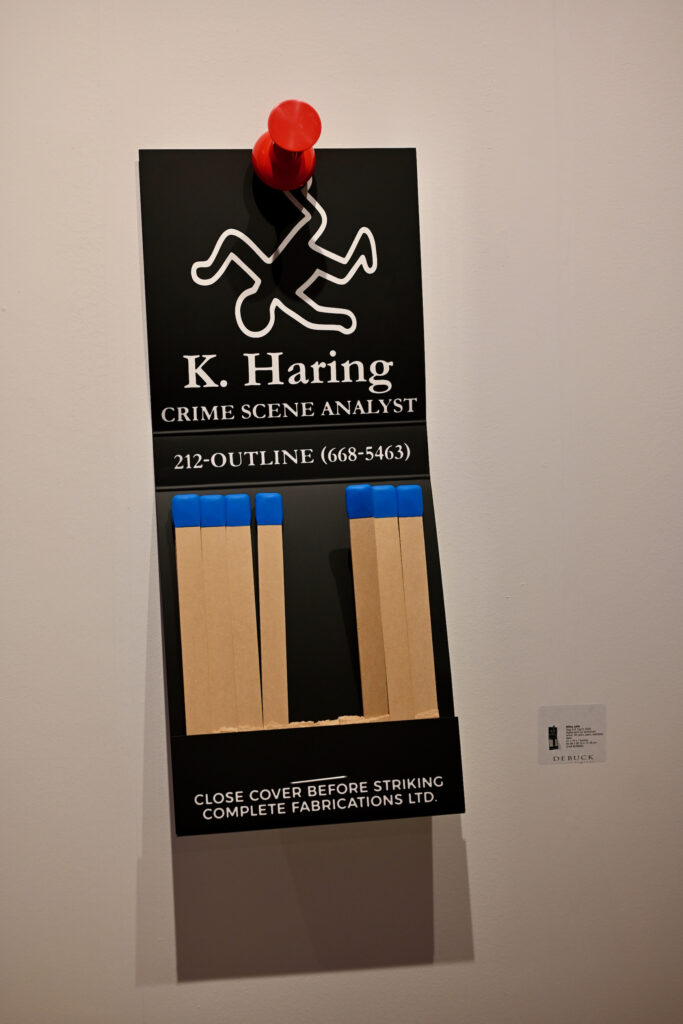 K. Haring
CRIME SCENE ANALYST
212-OUTLINE (668-5463)
CLOSE COVER BEFORE STRIKING
COMPLETE FABRICATIONS LTD.
DEBUCK